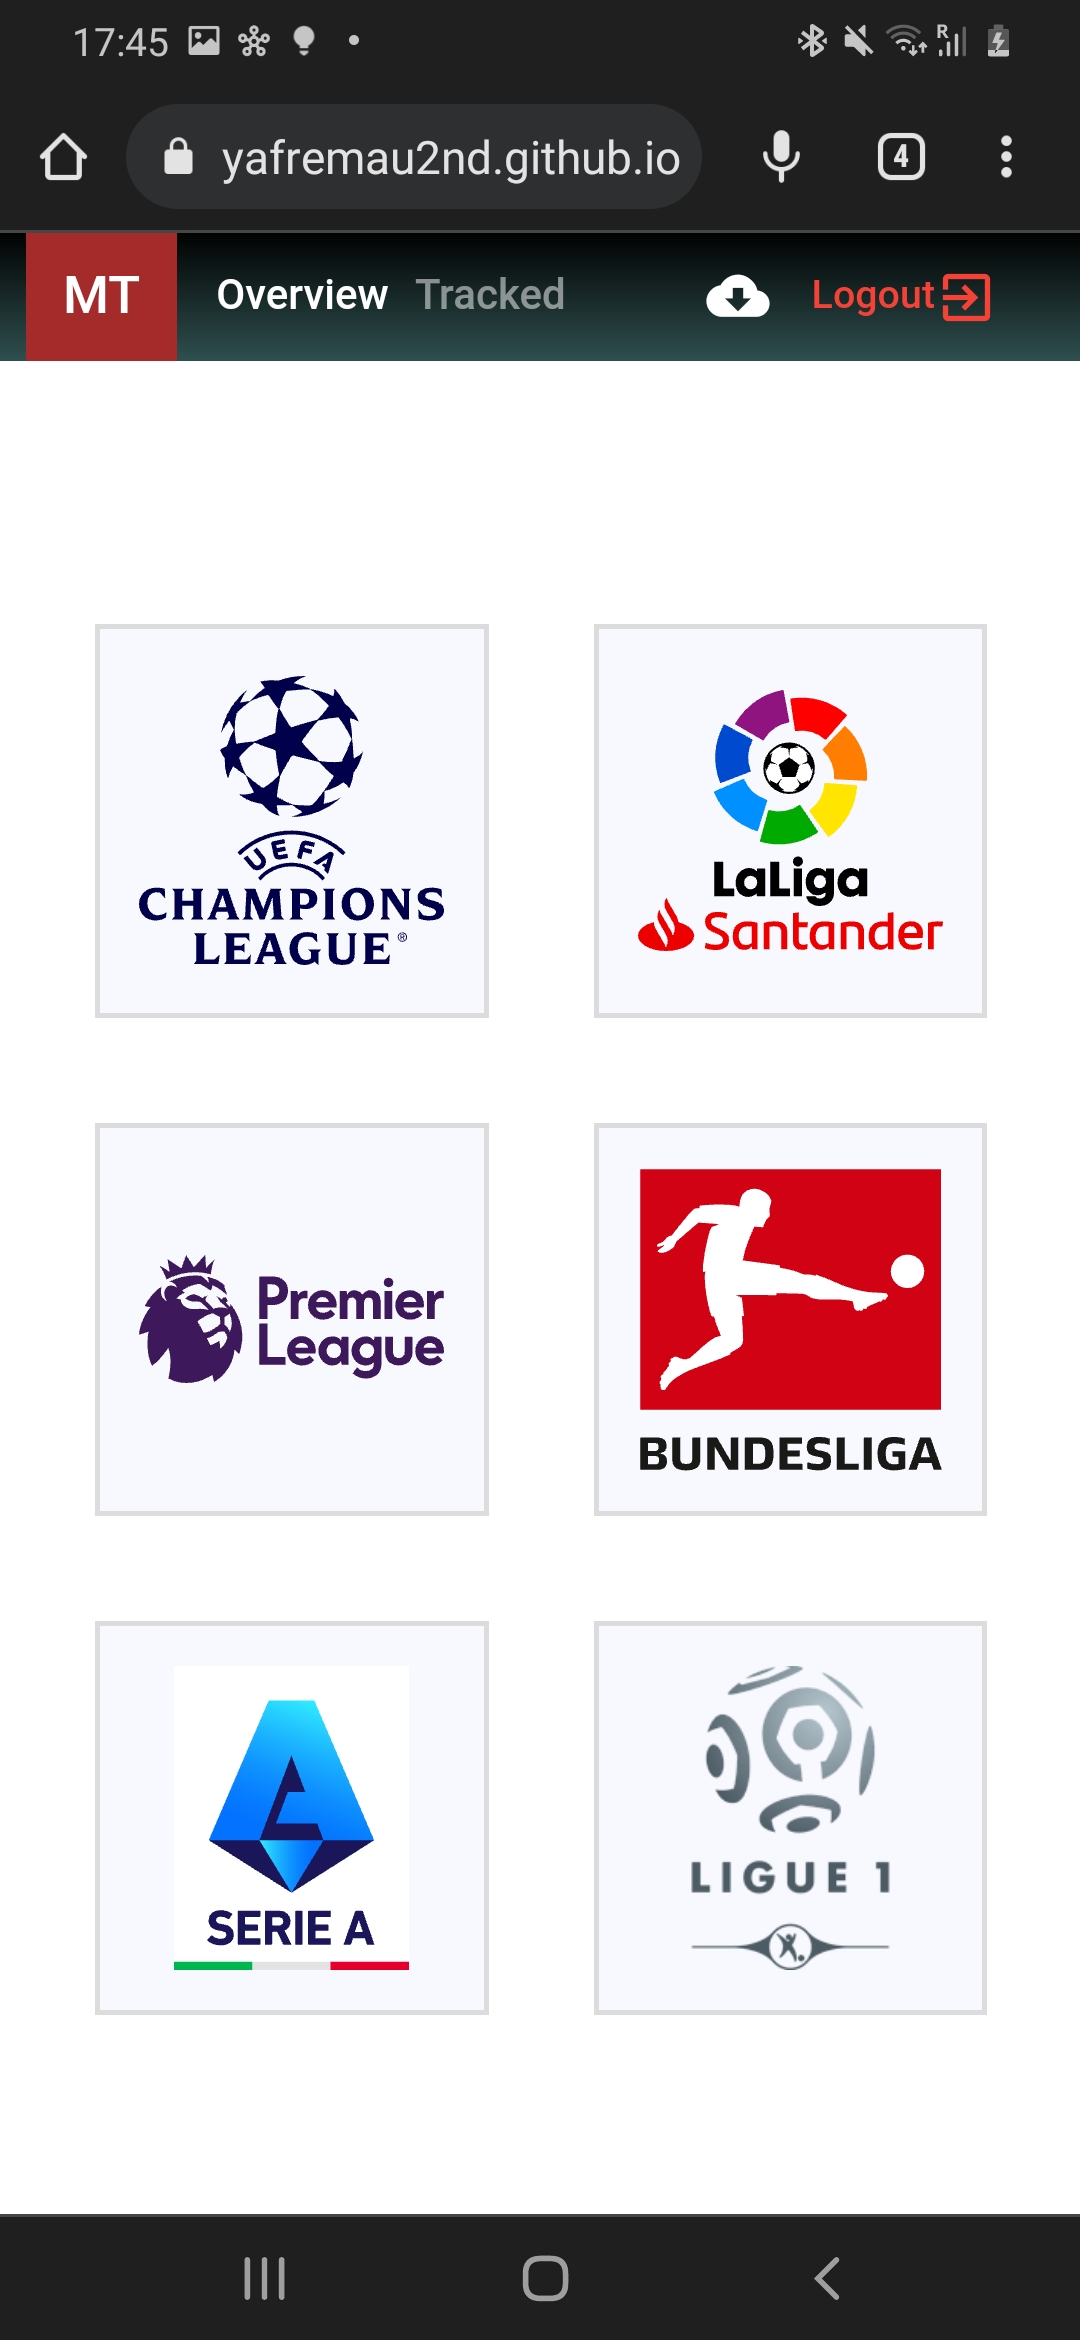 17:45
R
yafremau2nd.github.io
4
MT Overview Tracked Logout
UEFA
CHAMPIONS
LEAGUE®
LaLiga
Santander
Premier
League
BUNDESLIGA
SERIE A
LIGUE 1